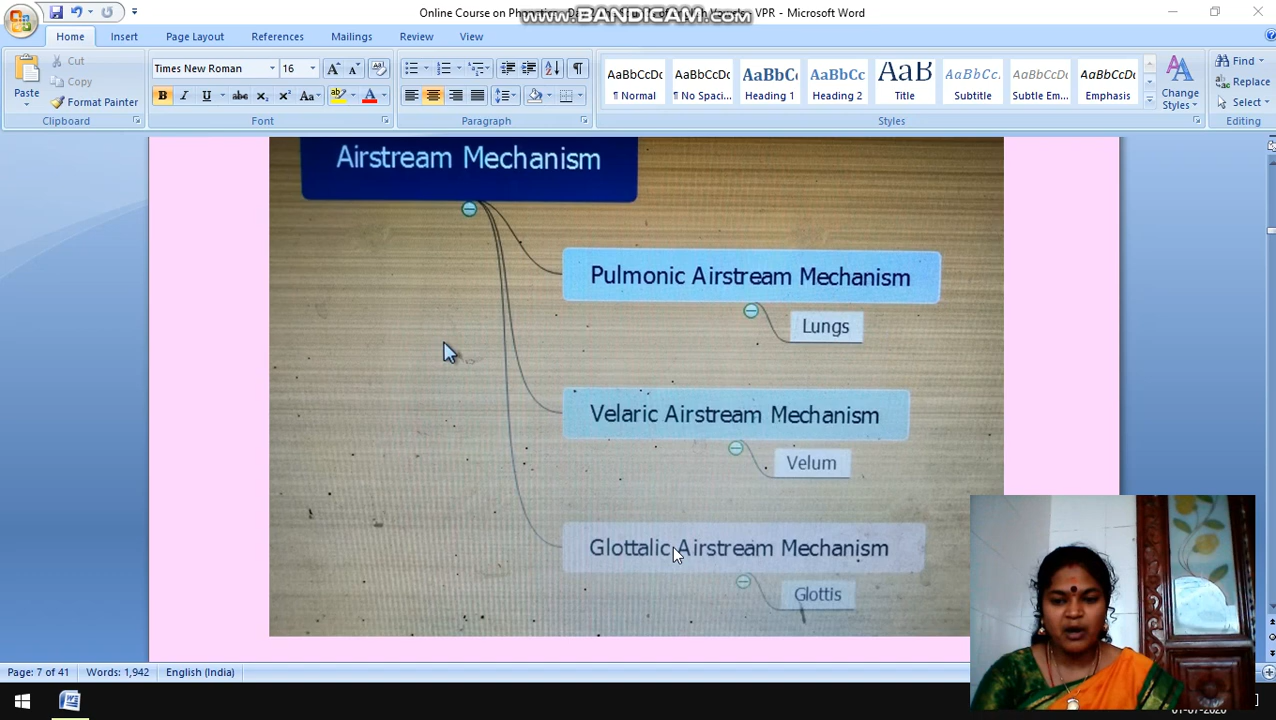 Online Course on Ph
VPR - Microsoft Word
www.BANDICAM.com
Home
Insert
Page Layout
References
Mailings
Review
View
Paste
Cut
Copy
Format Painter
Clipboard
Times New Roman
16
Font
Paragraph
AaBbCcDc
¶ Normal
AaBbCcDc
¶ No Spaci...
AaBbCc
Heading 1
AaBbCc
Heading 2
AaB
Title
AaBbCc.
Subtitle
AaBbCcDc
Subtle Em...
AaBbCcDc
Emphasis
Change
Styles
Styles
Find
Replace
Select
Editing
Airstream Mechanism
Pulmonic Airstream Mechanism
Lungs
Velaric Airstream Mechanism
Velum
Glottalic Airstream Mechanism
Glottis
Page: 7 of 41
Words: 1,942
English (India)
01-07-2020